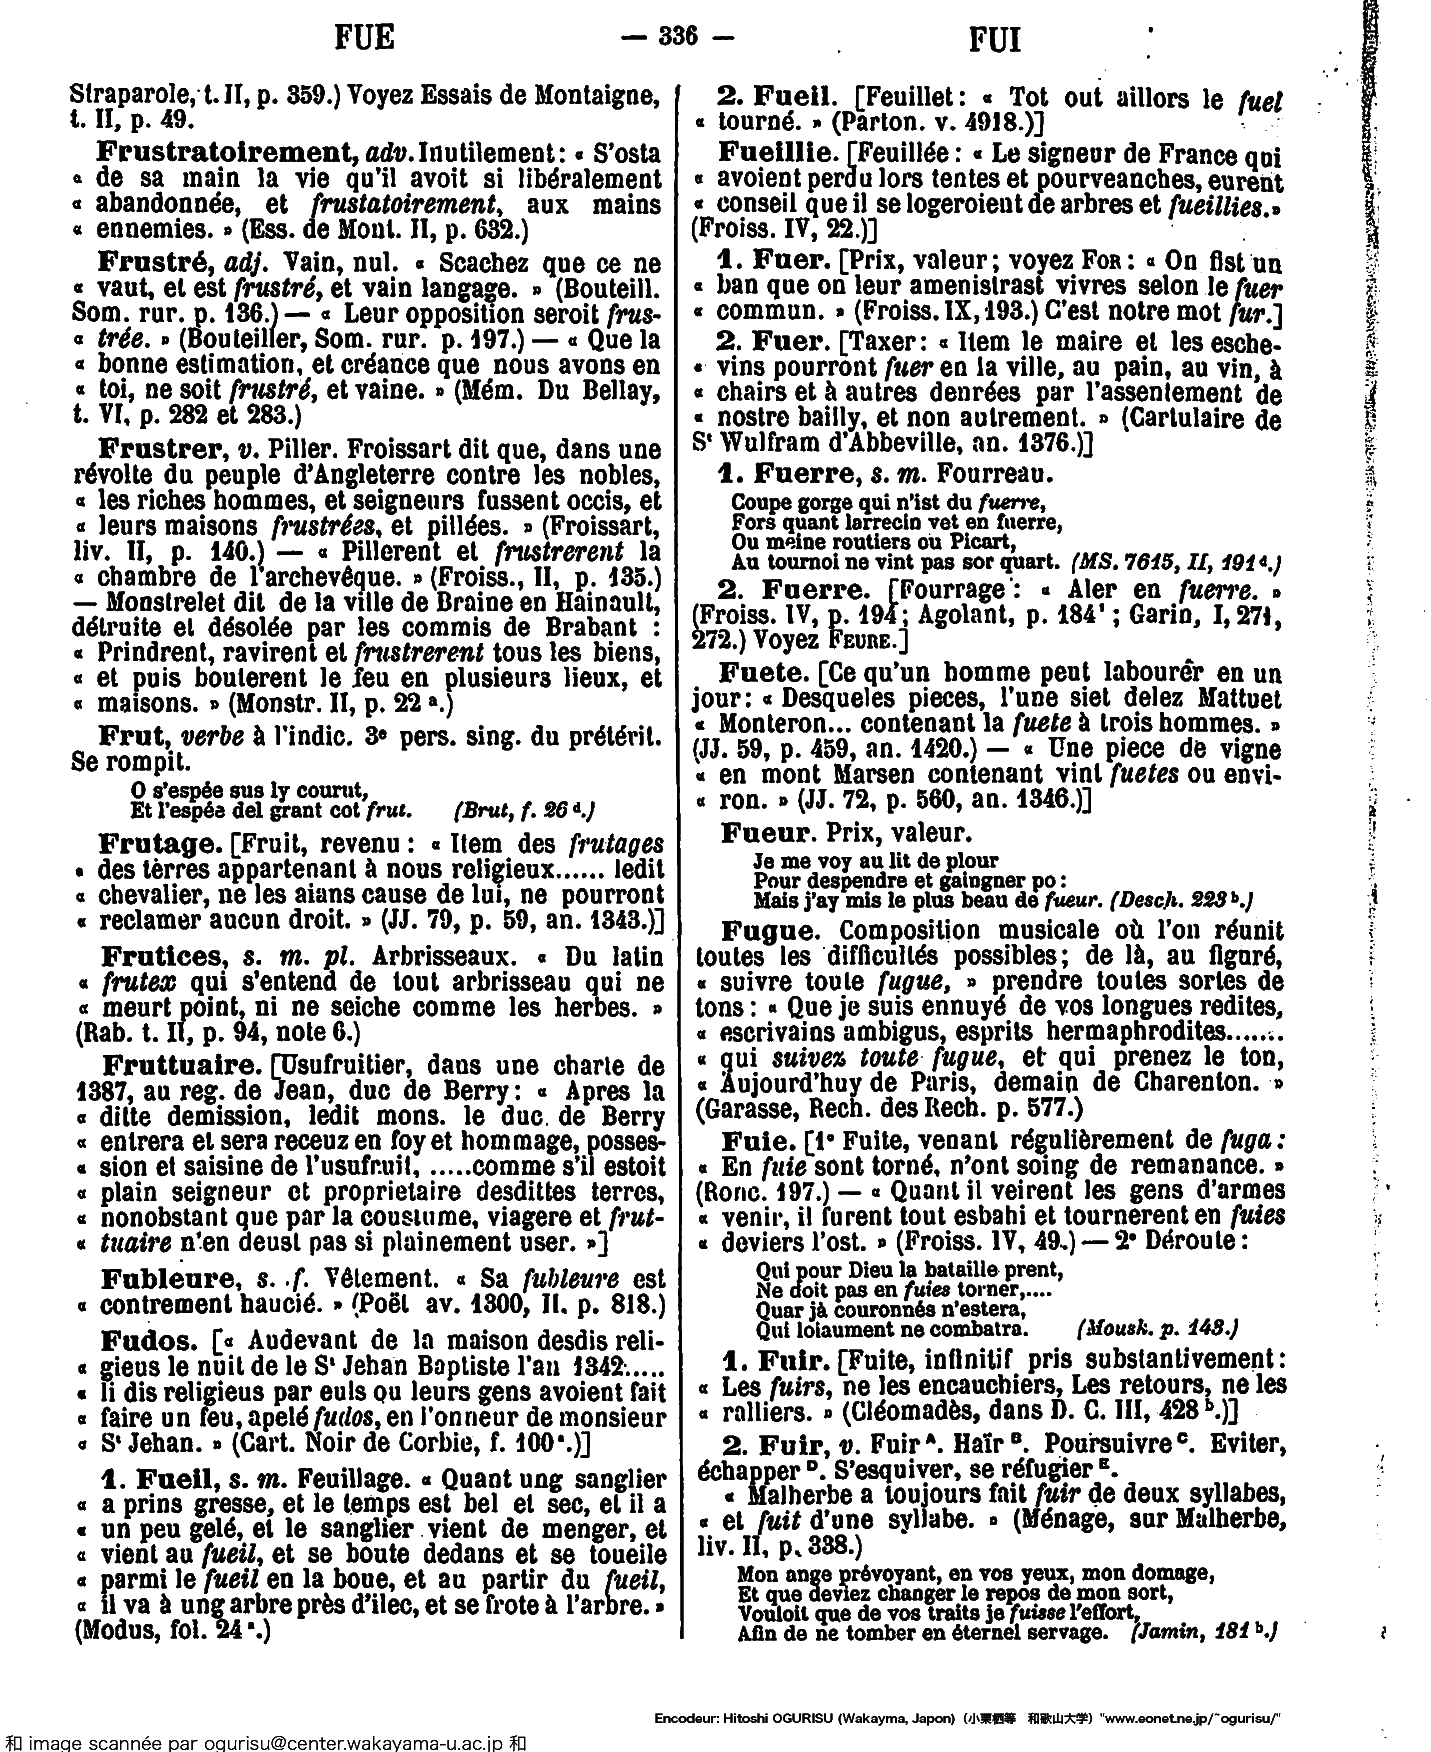 FUE — 336 — FUI
Straparole, t. II, p. 359.) Voyez Essais de Montaigne,
t. II, p. 49.
Frustratoirement, adv. Inutilement : « S'osta
« de sa main la vie qu'il avoit si libéralement
« abandonnée, et frustatoirement, aux mains
« ennemies. » (Ess. de Mont. II, p. 632.)
Frustré, adj. Vain, nul. « Scachez que ce ne
« vaut, et est frustré, et vain langage. » (Bouteill.
Som. rur. p. 136.) — « Leur opposition seroit frus-
« trée. » (Bouteiller, Som. rur. p. 197.) — « Que la
« bonne estimation, et créance que nous avons en
« toi, ne soit frustré, et vaine. » (Mém. Du Bellay,
t. VI, p. 282 et 283.)
Frustrer, v. Piller. Froissart dit que, dans une
révolte du peuple d'Angleterre contre les nobles,
« les riches hommes, et seigneurs fussent occis, et
« leurs maisons frustrées, et pillées. » (Froissart,
liv. II, p. 140.) — « Pillerent et frustrerent la
« chambre de l'archevêque. » (Froiss., II, p. 135.)
— Monstrelet dit de la ville de Braine en Hainault,
détruite et désolée par les commis de Brabant :
« Prindrent, ravirent et frustrerent tous les biens,
« et puis bouterent le feu en plusieurs lieux, et
« maisons. » (Monstr. II, p. 22 a.)
Frut, verbe à l'indic. 3e pers. sing. du prétérit.
Se rompit.
O s'espée sus ly courut,
Et l'espée del grant cot frut. (Brut, f. 26 d.)
Frutage. [Fruit, revenu : « Item des frutages
« des terres appartenant à nous religieux...... ledit
« chevalier, ne les aians cause de lui, ne pourront
« reclamer aucun droit. » (JJ. 79, p. 59, an. 1343.)]
Frutices, s. m. pl. Arbrisseaux. « Du latin
« frutex qui s'entend de tout arbrisseau qui ne
« meurt point, ni ne seiche comme les herbes. »
(Rab. t. II, p. 94, note 6.)
Fruttuaire. [Usufruitier, dans une charte de
1387, au reg. de Jean, duc de Berry : « Apres la
« ditte demission, ledit mons. le duc de Berry
« entrera et sera receuz en foy et hommage, posses-
« sion et saisine de l'usufruit, .....comme s'il estoit
« plain seigneur et proprietaire desdittes terres,
« nonobstant que par la coustume, viagere et frut-
« tuaire n'en deust pas si plainement user. »]
Fubleure, s. f. Vêtement. « Sa fubleure est
« contrement haucié. » (Poët av. 1300, II. p. 818.)
Fudos. [« Audevant de la maison desdis reli-
« gieus le nuit de le St Jehan Baptiste l'an 1342.....
« li dis religieus par euls ou leurs gens avoient fait
« faire un feu, apelé fudos, en l'onneur de monsieur
« St Jehan. » (Cart. Noir de Corbie, f. 100 a.)]
1. Fueil, s. m. Feuillage. « Quant ung sanglier
« a prins gresse, et le temps est bel et sec, et il a
« un peu gelé, et le sanglier vient de menger, et
« vient au fueil, et se boute dedans et se toueile
« parmi le fueil en la boue, et au partir du fueil,
« il va à ung arbre près d'ilec, et se frote à l'arbre. »
(Modus, fol. 24 a.)
2. Fueil. [Feuillet : « Tot out aillors le fuel
« tourné. » (Parton. v. 4918.)]
Fueillie. [Feuillée : « Le signeur de France qui
« avoient perdu lors tentes et pourveanches, eurent
« conseil que il se logeroient de arbres et fueillies. »
(Froiss. IV, 22.)]
1. Fuer. [Prix, valeur ; voyez FOR : « On fist un
« ban que on leur amenistrast vivres selon le fuer
« commun. » (Froiss. IX, 193.) C'est notre mot fur.]
2. Fuer. [Taxer : « Item le maire et les esche-
« vins pourront fuer en la ville, au pain, au vin, à
« chairs et à autres denrées par l'assentement de
« nostre bailly, et non autrement. » (Cartulaire de
St Wulfram d'Abbeville, an. 1376.)]
1. Fuerre, s. m. Fourreau.
Coupe gorge qui n'ist du fuerre,
Fors quant larrecin vet en fuerre,
Ou meine routiers ou Picart,
Au tournoi ne vint pas sor quart. (MS. 7615, II, 191 d.)
2. Fuerre. [Fourrage : « Aler en fuerre. »
(Froiss. IV, p. 194 ; Agolant, p. 184 1 ; Garin, I, 271,
272.) Voyez FEURE.]
Fuete. [Ce qu'un homme peut labourer en un
jour : « Desqueles pieces, l'une siet delez Mattuet
« Monteron... contenant la fuete à trois hommes. »
(JJ. 59, p. 459, an. 1420.) — « Une piece de vigne
« en mont Marsen contenant vint fuetes ou envi-
« ron. » (JJ. 72, p. 560, an. 1346.)]
Fueur. Prix, valeur.
Je me voy au lit de plour
Pour despendre et gaingner po :
Mais j'ay mis le plus beau de fueur. (Desch. 223 b.)
Fugue. Composition musicale où l'on réunit
toutes les difficultés possibles ; de là, au figuré,
« suivre toute fugue, » prendre toutes sortes de
tons : « Que je suis ennuyé de vos longues redites,
« escrivains ambigus, esprits hermaphrodites.......
« qui suivez toute fugue, et qui prenez le ton,
« Aujourd'huy de Paris, demain de Charenton. »
(Garasse, Rech. des Rech. p. 577.)
Fuie. [1° Fuite, venant régulièrement de fuga :
« En fuie sont torné, n'ont soing de remanance. »
(Ronc. 197.) — « Quant il veirent les gens d'armes
« venir, il furent tout esbahi et tournerent en fuies
« deviers l'ost. » (Froiss. IV, 49.) — 2° Déroute :
Qui pour Dieu la bataille prent,
Ne doit pas en fuies torner,....
Quar jà couronnés n'estera,
Qui loiaument ne combatra. (Mousk. p. 143.)
1. Fuir. [Fuite, infinitif pris substantivement :
« Les fuirs, ne les encauchiers, Les retours, ne les
« ralliers. » (Cléomadès, dans D. C. III, 428 b.)]
2. Fuir, v. Fuir A. Haïr B. Poursuivre C. Eviter,
échapper D. S'esquiver, se réfugier E.
« Malherbe a toujours fait fuir de deux syllabes,
« et fuit d'une syllabe. » (Ménage, sur Malherbe,
liv. II, p. 338.)
Mon ange prévoyant, en vos yeux, mon domage,
Et que deviez changer le repos de mon sort,
Vouloit que de vos traits je fuisse l'effort,
Afin de ne tomber en éternel servage. (Jamin, 181 b.)
Encodeur: Hitoshi OGURISU (Wakayma, Japon) (小栗栖等 和歌山大学) "www.eonet.ne.jp/~ogurisu/"
和 image scannée par ogurisu@center.wakayama-u.ac.jp 和